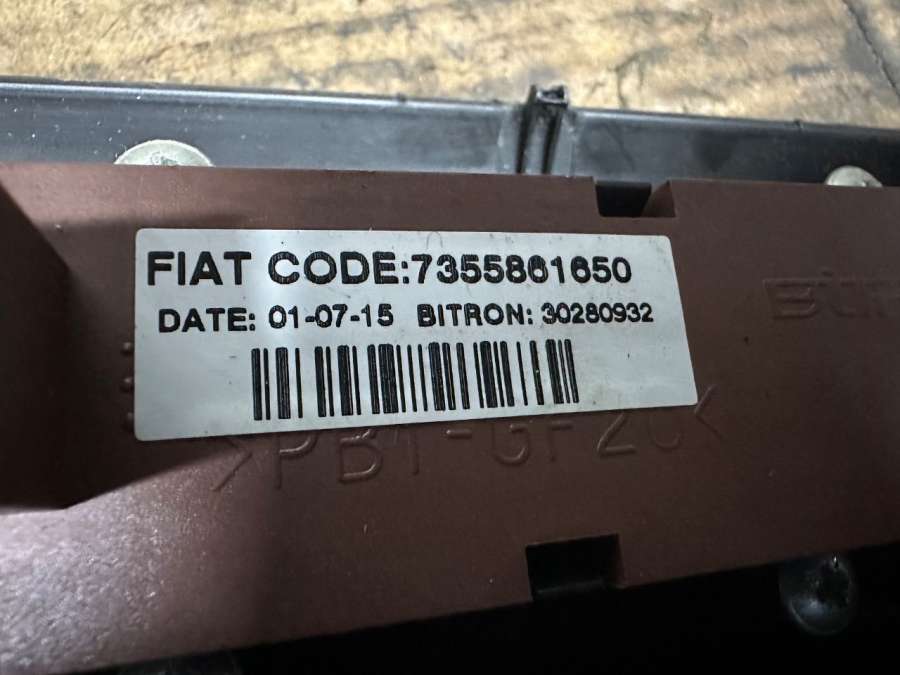 FIAT CODE:7355861650
DATE: 01-07-15 BITRON: 30280932
>PBT-GF20<